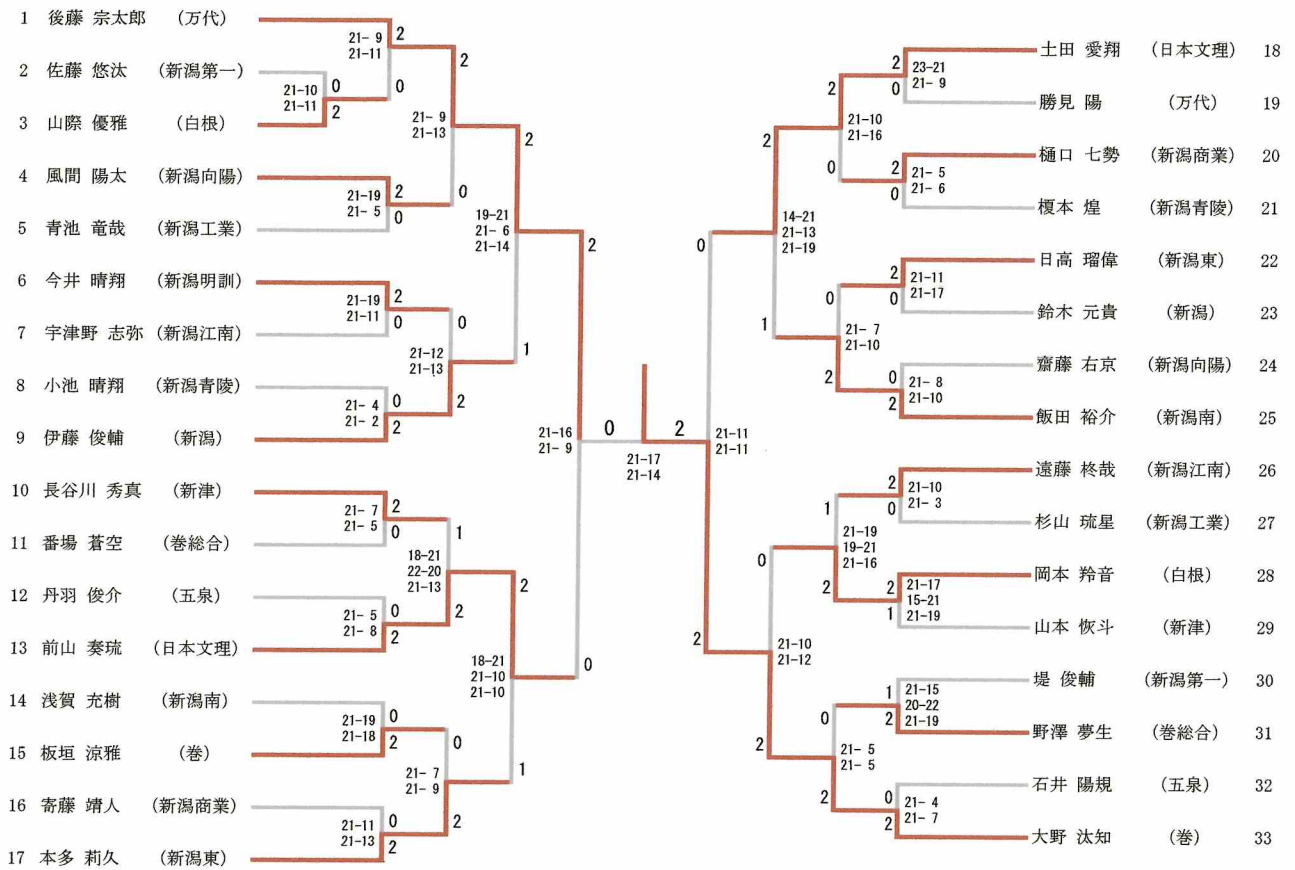 1 後藤 宗太郎 (万代)
2 佐藤 悠汰 (新潟第一)
3 山際 優雅 (白根)
4 風間 陽太 (新潟向陽)
5 青池 竜哉 (新潟工業)
6 今井 晴翔 (新潟明訓)
7 宇津野 志弥 (新潟江南)
8 小池 晴翔 (新潟青陵)
9 伊藤 俊輔 (新潟)
10 長谷川 秀真 (新津)
11 番場 蒼空 (巻総合)
12 丹羽 俊介 (五泉)
13 前山 奏琉 (日本文理)
14 浅賀 充樹 (新潟南)
15 板垣 涼雅 (巻)
16 寄藤 靖人 (新潟商業)
17 本多 莉久 (新潟東)
21-9 2
21-11 0
21-10 0
21-11 2
21-19 2
21-5 0
21-9 2
21-13 0
21-19 2
21-11 0
21-4 0
21-2 2
21-12 0
21-13 2
19-21 2
21-6
21-14 1
21-7 2
21-5 0
21-5 0
21-8 2
18-21 1
22-20
21-13 2
21-19 0
21-18 2
21-11 0
21-13 2
21-7 0
21-9 2
18-21 2
21-10
21-10 1
21-16 2
21-9 0
0 2
21-17
21-14
土田 愛翔 (日本文理) 18
勝見 陽 (万代) 19
樋口 七勢 (新潟商業) 20
榎本 煌 (新潟青陵) 21
日高 瑠偉 (新潟東) 22
鈴木 元貴 (新潟) 23
齋藤 右京 (新潟向陽) 24
飯田 裕介 (新潟南) 25
遠藤 柊哉 (新潟江南) 26
杉山 琉星 (新潟工業) 27
岡本 羚音 (白根) 28
山本 恢斗 (新津) 29
堤 俊輔 (新潟第一) 30
野澤 夢生 (巻総合) 31
石井 陽規 (五泉) 32
大野 汰知 (巻) 33
2 23-21
0 21-9
2 21-5
0 21-6
2 21-10
0 21-16
2 21-11
0 21-17
0 21-8
2 21-10
0 21-7
2 21-10
14-21
21-13
1 21-19
2 21-10
0 21-3
2 21-17
15-21
1 21-19
1 21-19
19-21
2 21-16
1 21-15
20-22
2 21-19
0 21-4
2 21-7
0 21-5
2 21-5
0 21-10
2 21-12
0 21-11
2 21-11
2